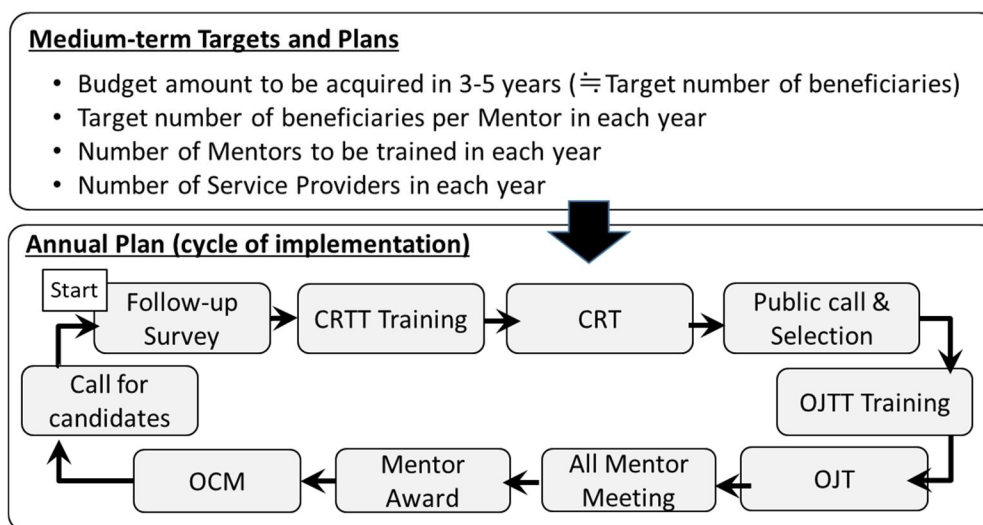 Medium-term Targets and Plans
• Budget amount to be acquired in 3-5 years (≒Target number of beneficiaries)
• Target number of beneficiaries per Mentor in each year
• Number of Mentors to be trained in each year
• Number of Service Providers in each year
Annual Plan (cycle of implementation)
Start
Follow-up
Survey
CRTT Training
CRT
Public call &
Selection
OJTT Training
OJT
All Mentor
Meeting
Mentor
Award
OCM
Call for
candidates